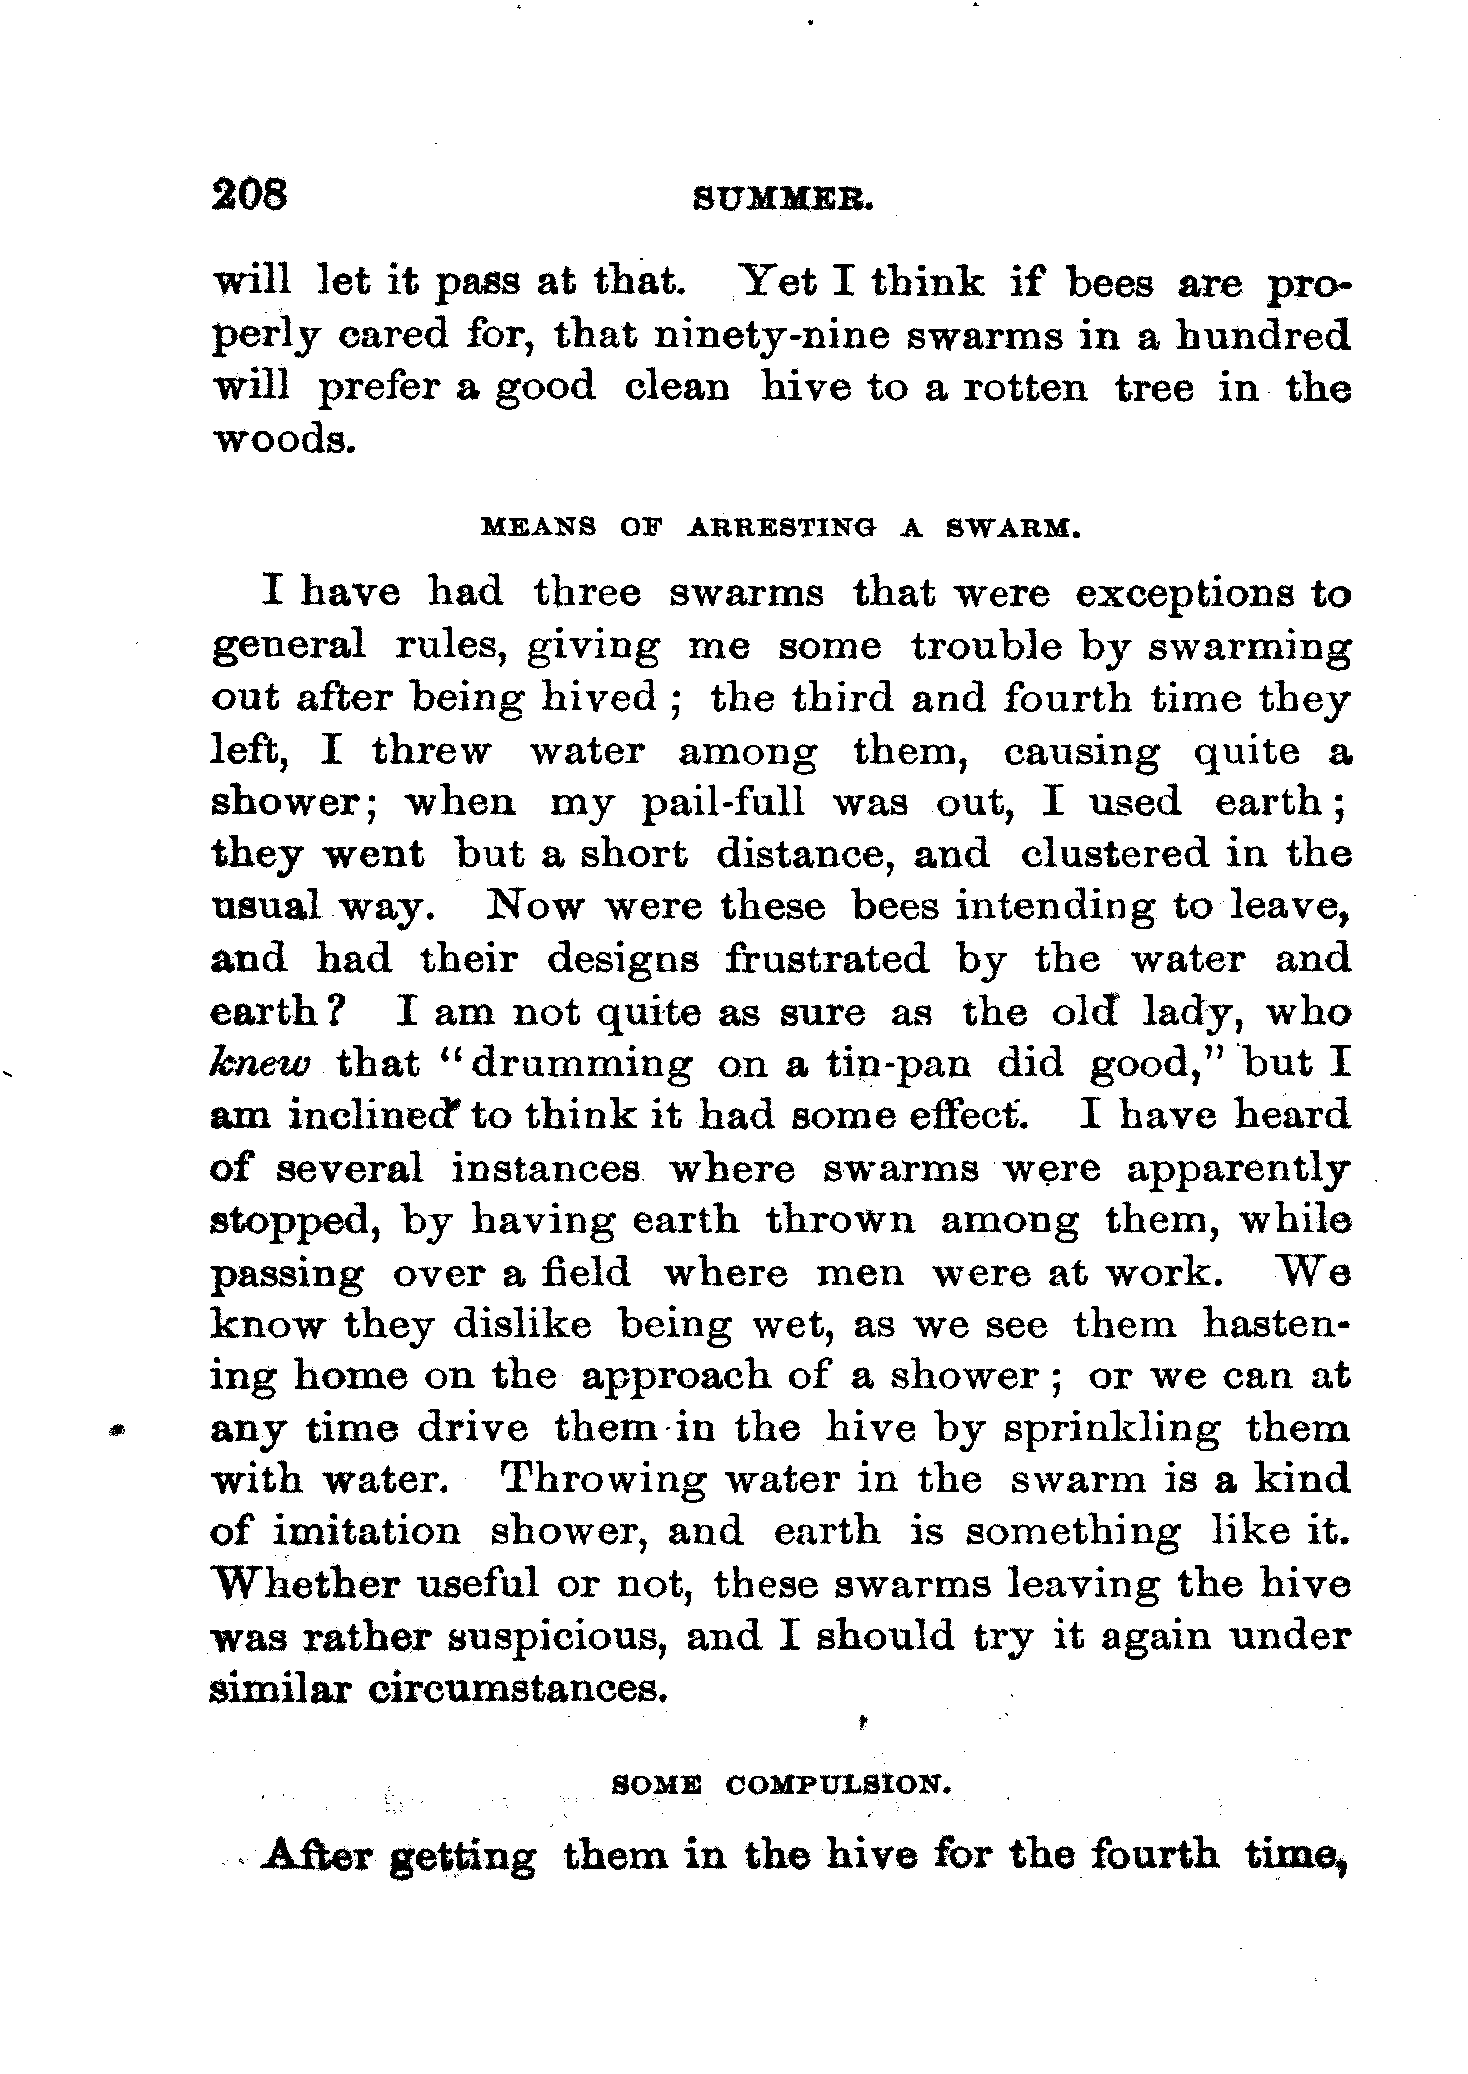 208 SUMMER.
will let it pass at that. Yet I think if bees are pro-
perly cared for, that ninety-nine swarms in a hundred
will prefer a good clean hive to a rotten tree in the
woods.
MEANS OF ARRESTING A SWARM.
I have had three swarms that were exceptions to
general rules, giving me some trouble by swarming
out after being hived ; the third and fourth time they
left, I threw water among them, causing quite a
shower; when my pail-full was out, I used earth ;
they went but a short distance, and clustered in the
usual way. Now were these bees intending to leave,
and had their designs frustrated by the water and
earth? I am not quite as sure as the old lady, who
knew that "drumming on a tin-pan did good," but I
am inclined to think it had some effect. I have heard
of several instances where swarms were apparently
stopped, by having earth thrown among them, while
passing over a field where men were at work. We
know they dislike being wet, as we see them hasten-
ing home on the approach of a shower ; or we can at
any time drive them in the hive by sprinkling them
with water. Throwing water in the swarm is a kind
of imitation shower, and earth is something like it.
Whether useful or not, these swarms leaving the hive
was rather suspicious, and I should try it again under
similar circumstances.
SOME COMPULSION.
After getting them in the hive for the fourth time,